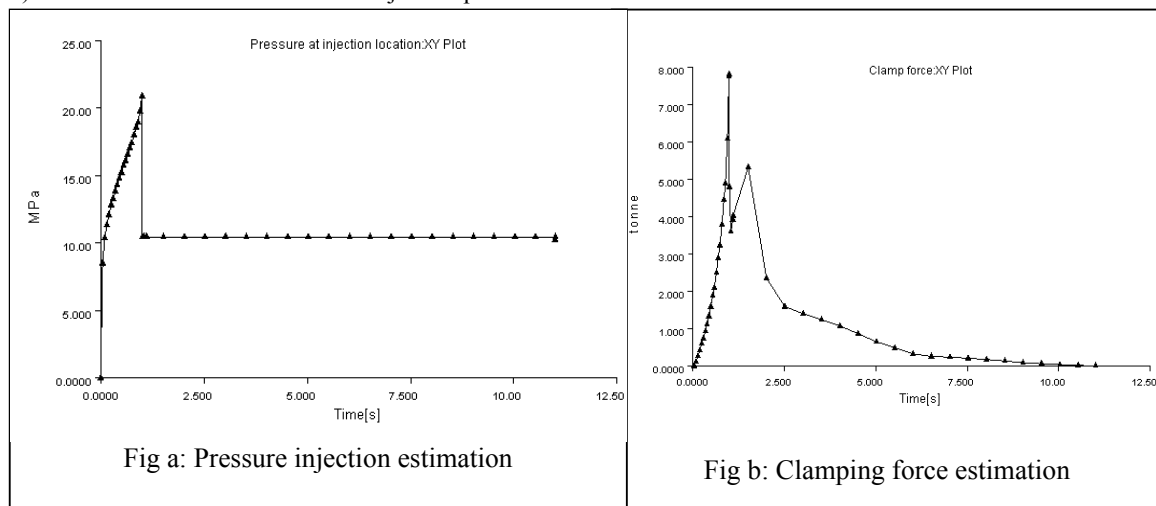 Pressure at injection location:XY Plot
25.00
20.00
15.00
10.00
5.000
0.0000
MPa
0.0000 2.500 5.000 7.500 10.00 12.50
Time[s]
Fig a: Pressure injection estimation
Clamp force:XY Plot
8.000
7.000
6.000
5.000
4.000
3.000
2.000
1.000
0.0000
tonne
0.0000 2.500 5.000 7.500 10.00 12.50
Time[s]
Fig b: Clamping force estimation